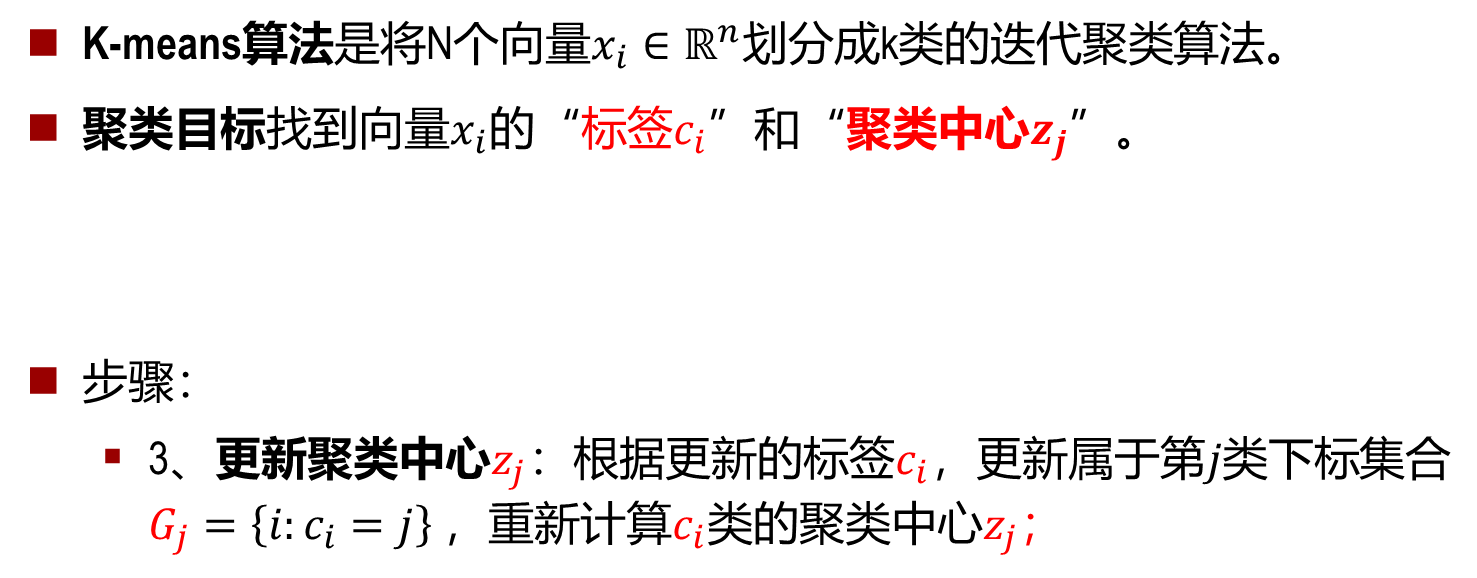 ■ K-means算法是将N个向量𝑥ᵢ ∈ ℝⁿ划分成k类的迭代聚类算法。
■ 聚类目标找到向量𝑥ᵢ的“标签𝑐ᵢ”和“聚类中心𝒛ⱼ”。
■ 步骤：
▪ 3、更新聚类中心𝑧ⱼ：根据更新的标签𝑐ᵢ，更新属于第𝑗类下标集合
𝐺ⱼ = {𝑖: 𝑐ᵢ = 𝑗}，重新计算𝑐ᵢ类的聚类中心𝑧ⱼ；